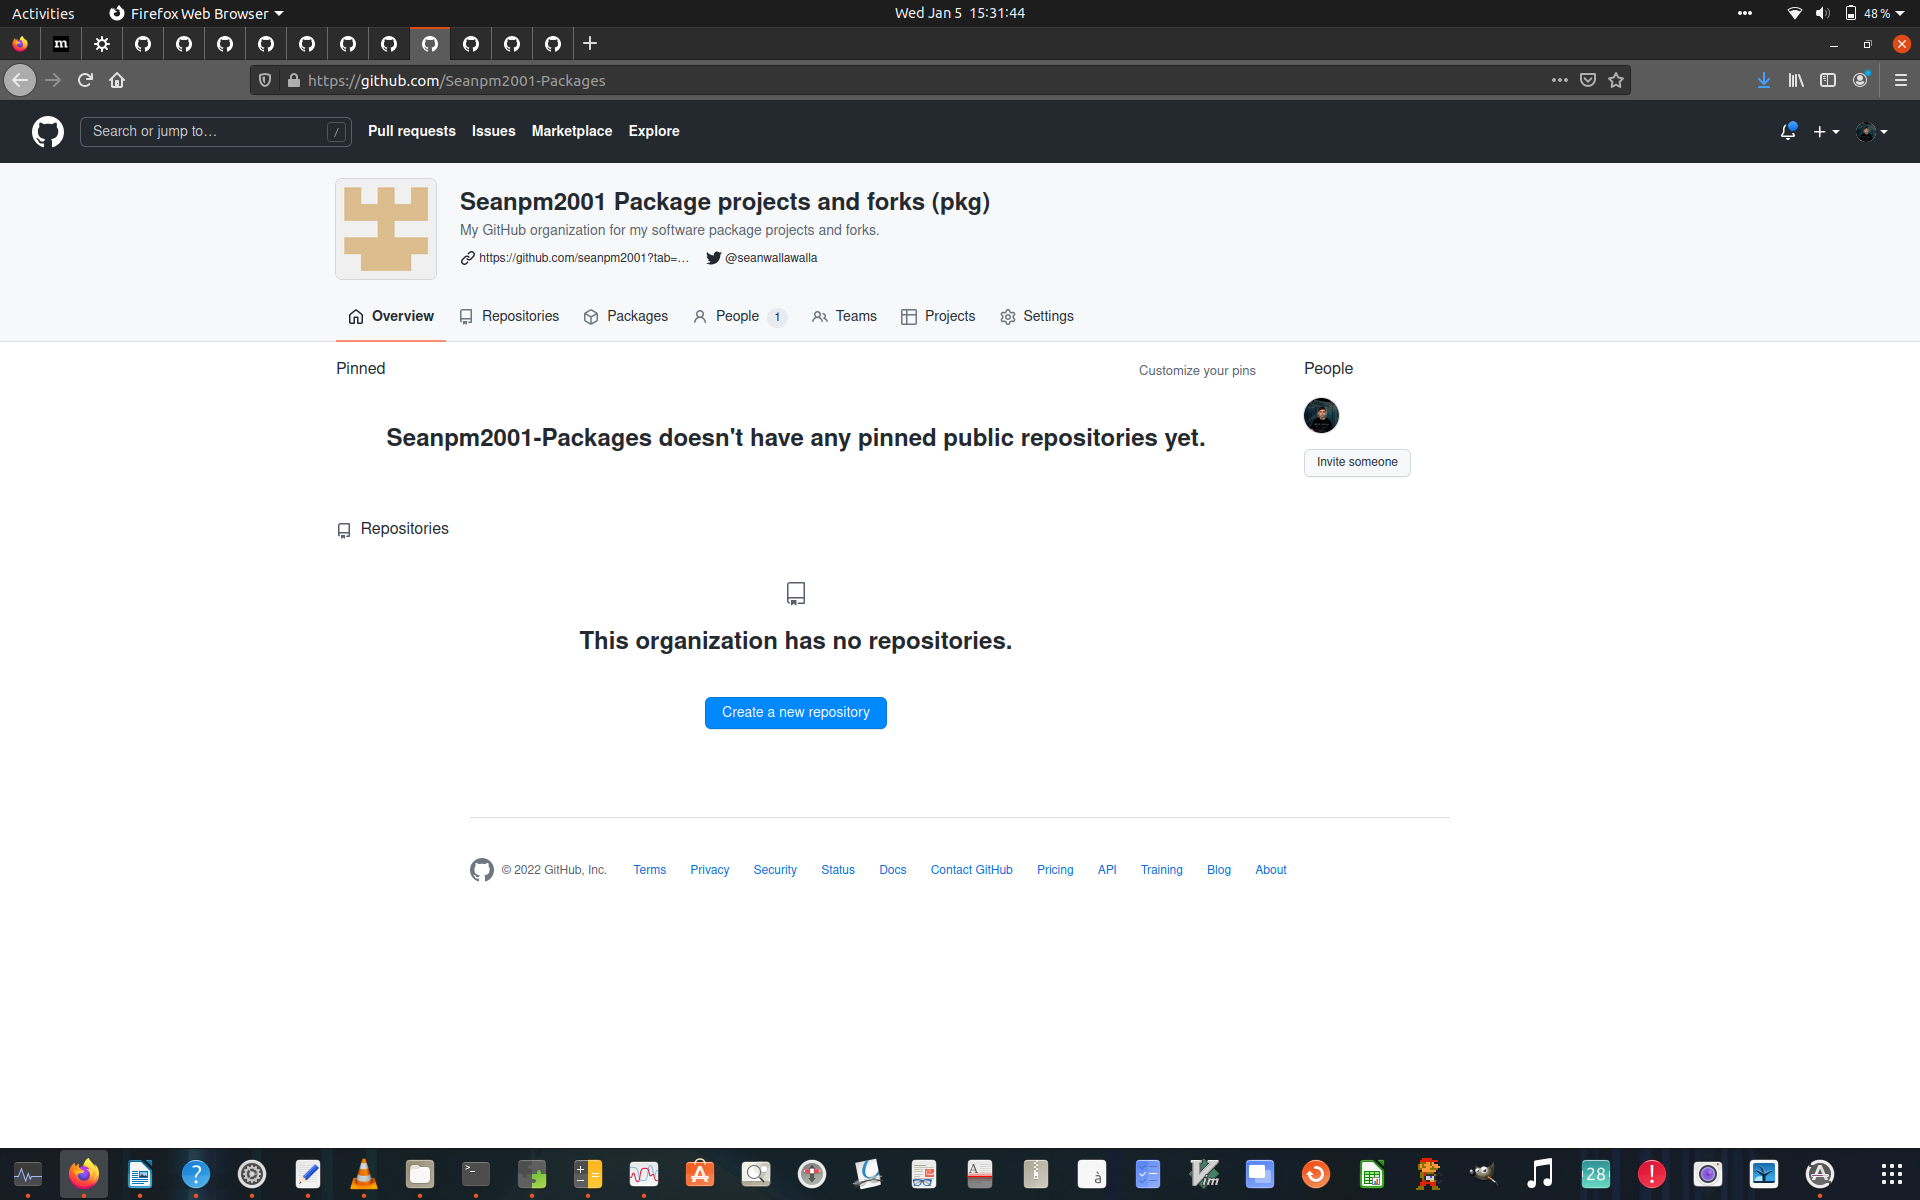 Activities
Firefox Web Browser
Wed Jan 5 15:31:44
48 %
m
https://github.com/Seanpm2001-Packages
Search or jump to…
/
Pull requests
Issues
Marketplace
Explore
Seanpm2001 Package projects and forks (pkg)
My GitHub organization for my software package projects and forks.
https://github.com/seanpm2001?tab=…
@seanwallawalla
Overview
Repositories
Packages
People 1
Teams
Projects
Settings
Pinned
Customize your pins
People
Seanpm2001-Packages doesn't have any pinned public repositories yet.
Invite someone
Repositories
This organization has no repositories.
Create a new repository
© 2022 GitHub, Inc.
Terms
Privacy
Security
Status
Docs
Contact GitHub
Pricing
API
Training
Blog
About
28